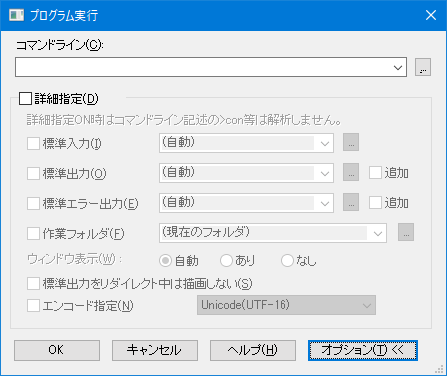 プログラム実行
コマンドライン(C):
...
詳細指定(D)
詳細指定ON時はコマンドライン記述の>con等は解析しません。
標準入力(I) (自動) ...
標準出力(O) (自動) ... 追加
標準エラー出力(E) (自動) ... 追加
作業フォルダ(F) (現在のフォルダ) ...
ウィンドウ表示(W): 自動 あり なし
標準出力をリダイレクト中は描画しない(S)
エンコード指定(N) Unicode(UTF-16)
OK キャンセル ヘルプ(H) オプション(T) <<